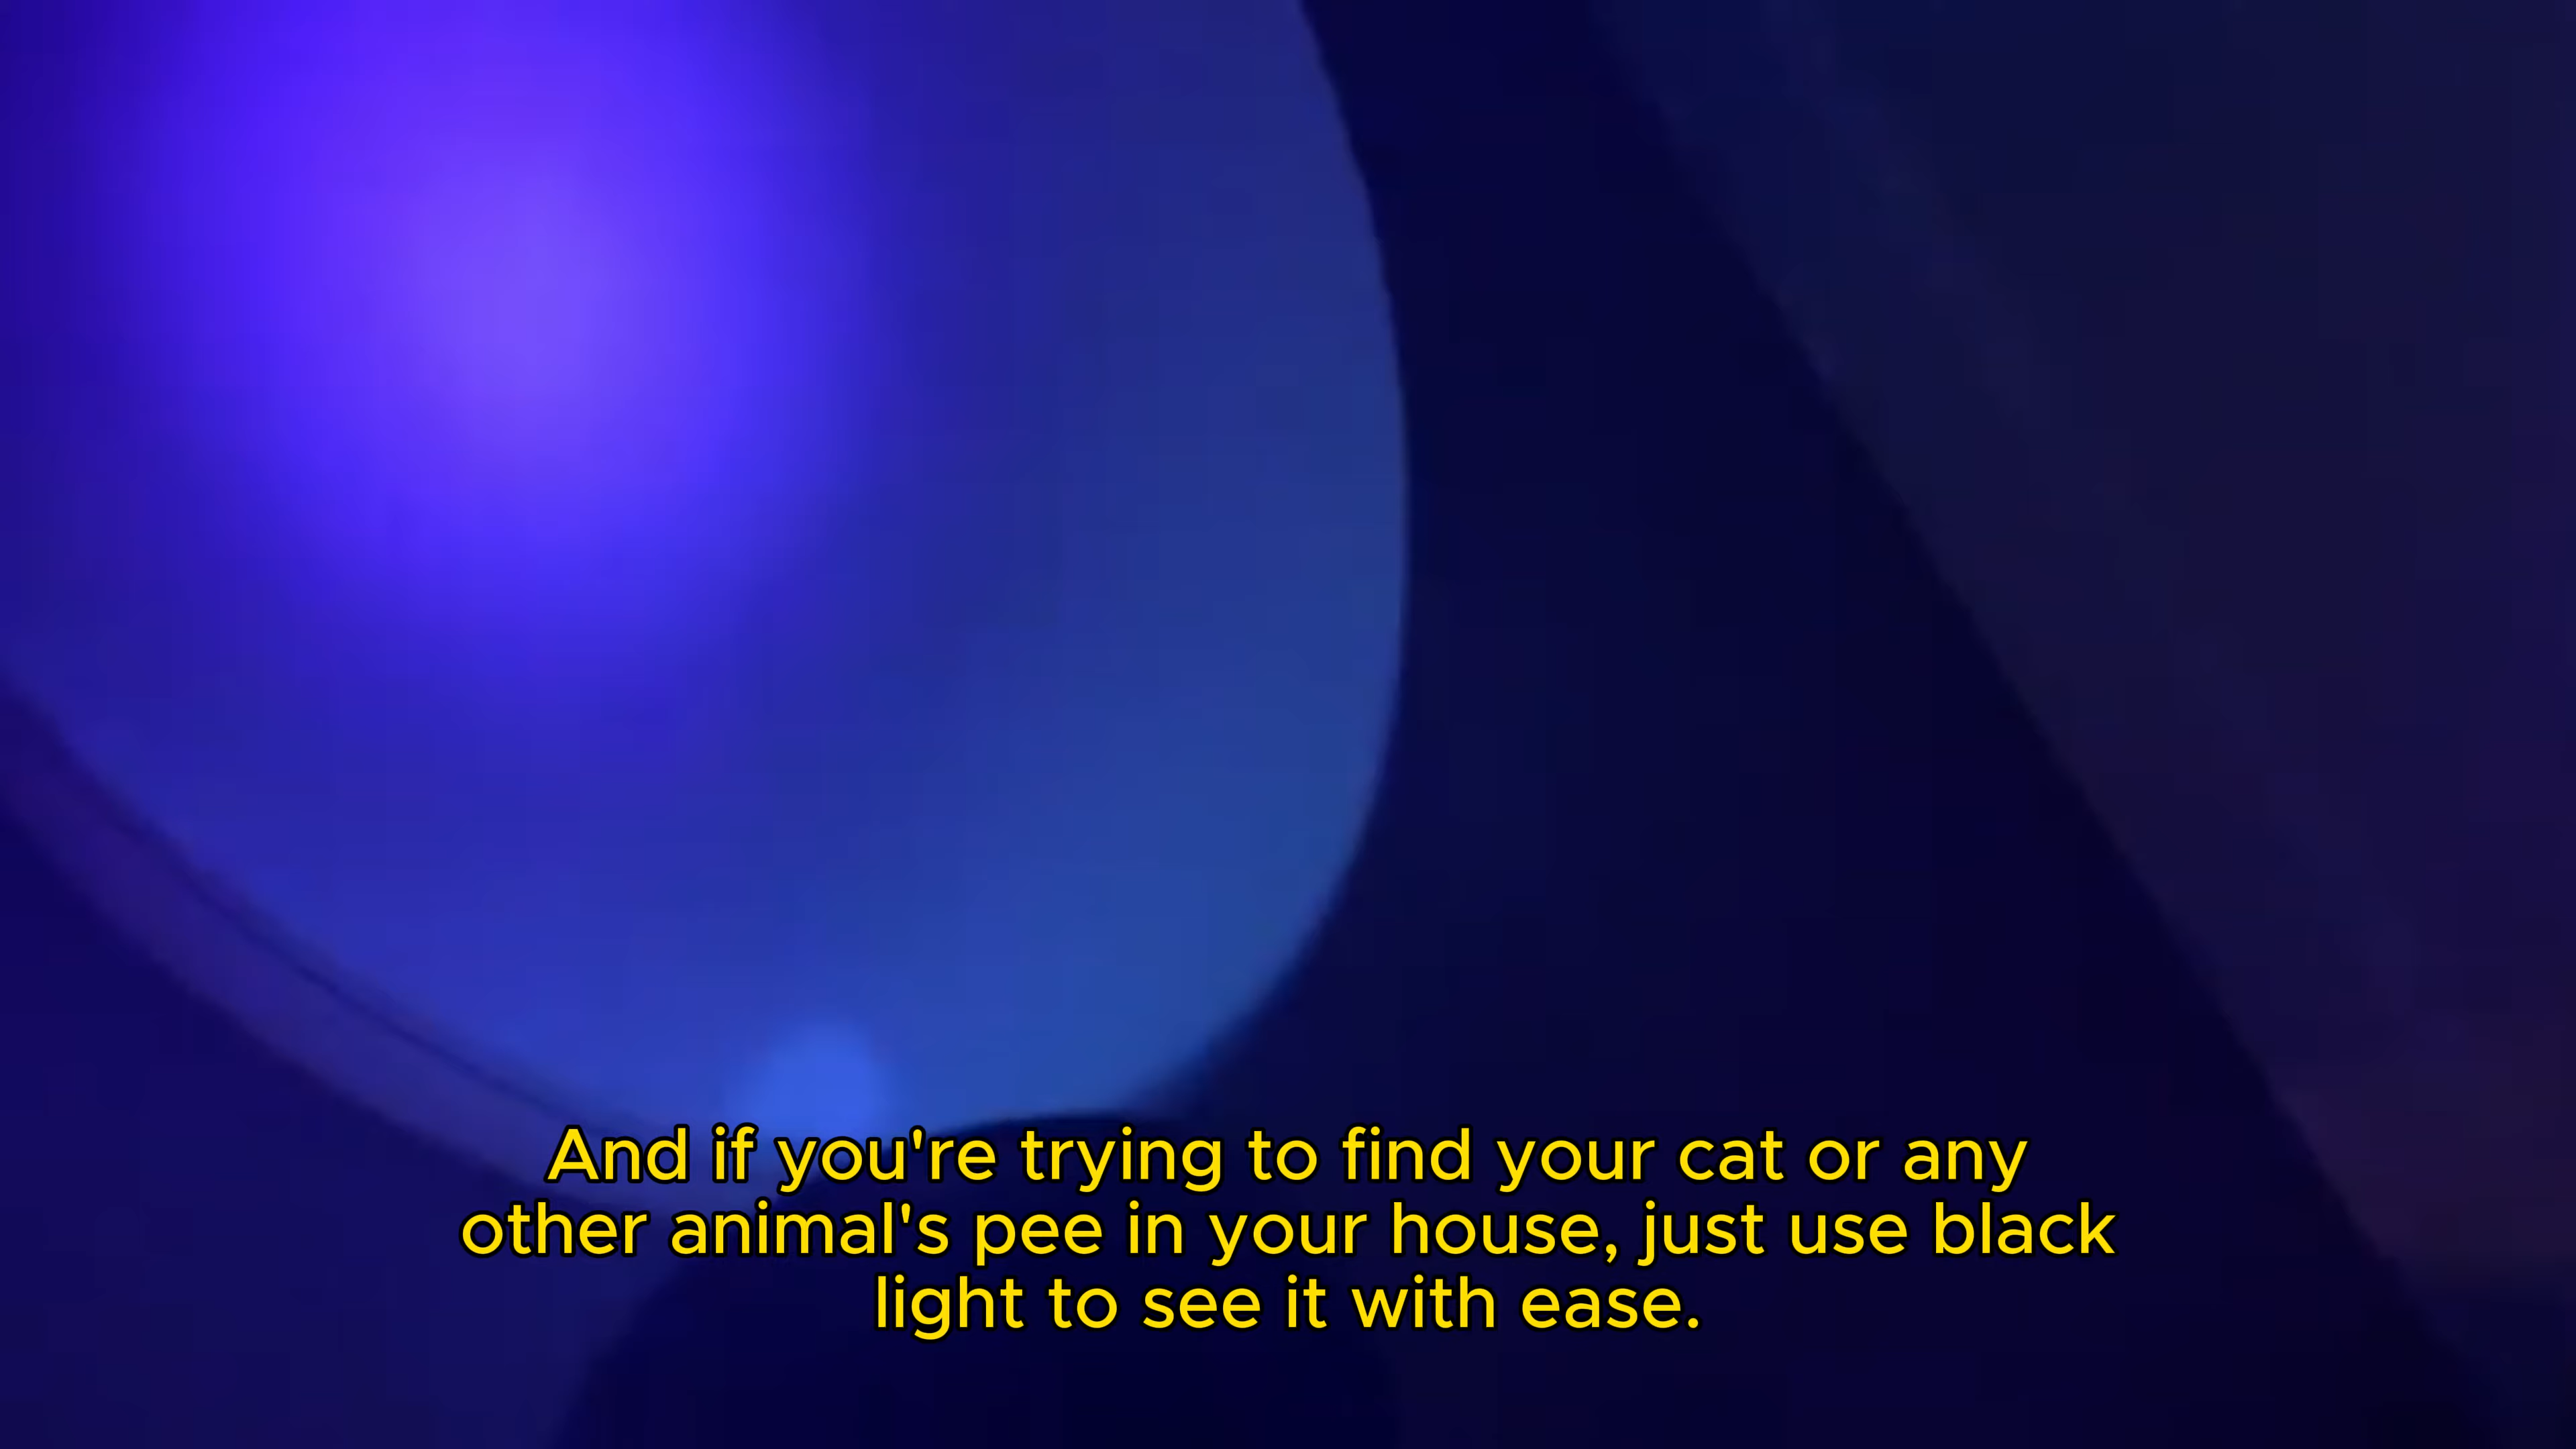 And if you're trying to find your cat or any
other animal's pee in your house, just use black
light to see it with ease.